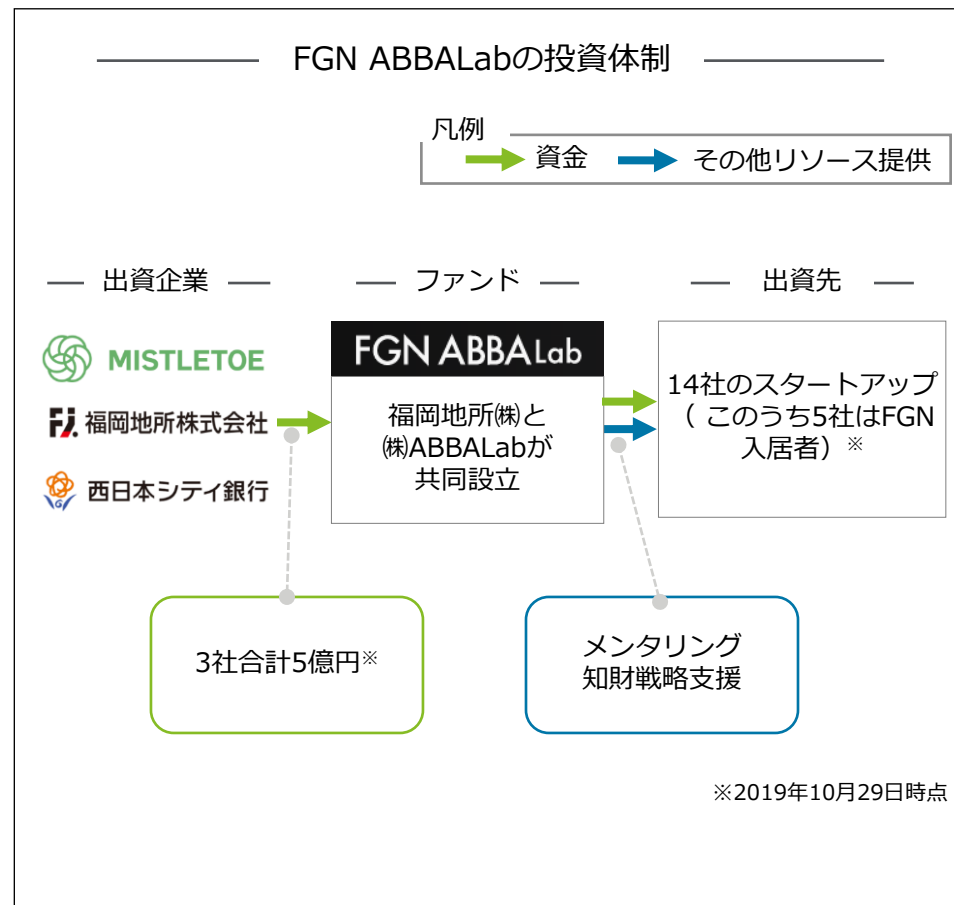 FGN ABBALabの投資体制
凡例
資金
その他リソース提供
出資企業
ファンド
出資先
MISTLETOE
福岡地所株式会社
西日本シティ銀行
FGN ABBALab
福岡地所㈱と
㈱ABBALabが
共同設立
14社のスタートアップ
（ このうち5社はFGN
入居者）※
3社合計5億円※
メンタリング
知財戦略支援
※2019年10月29日時点